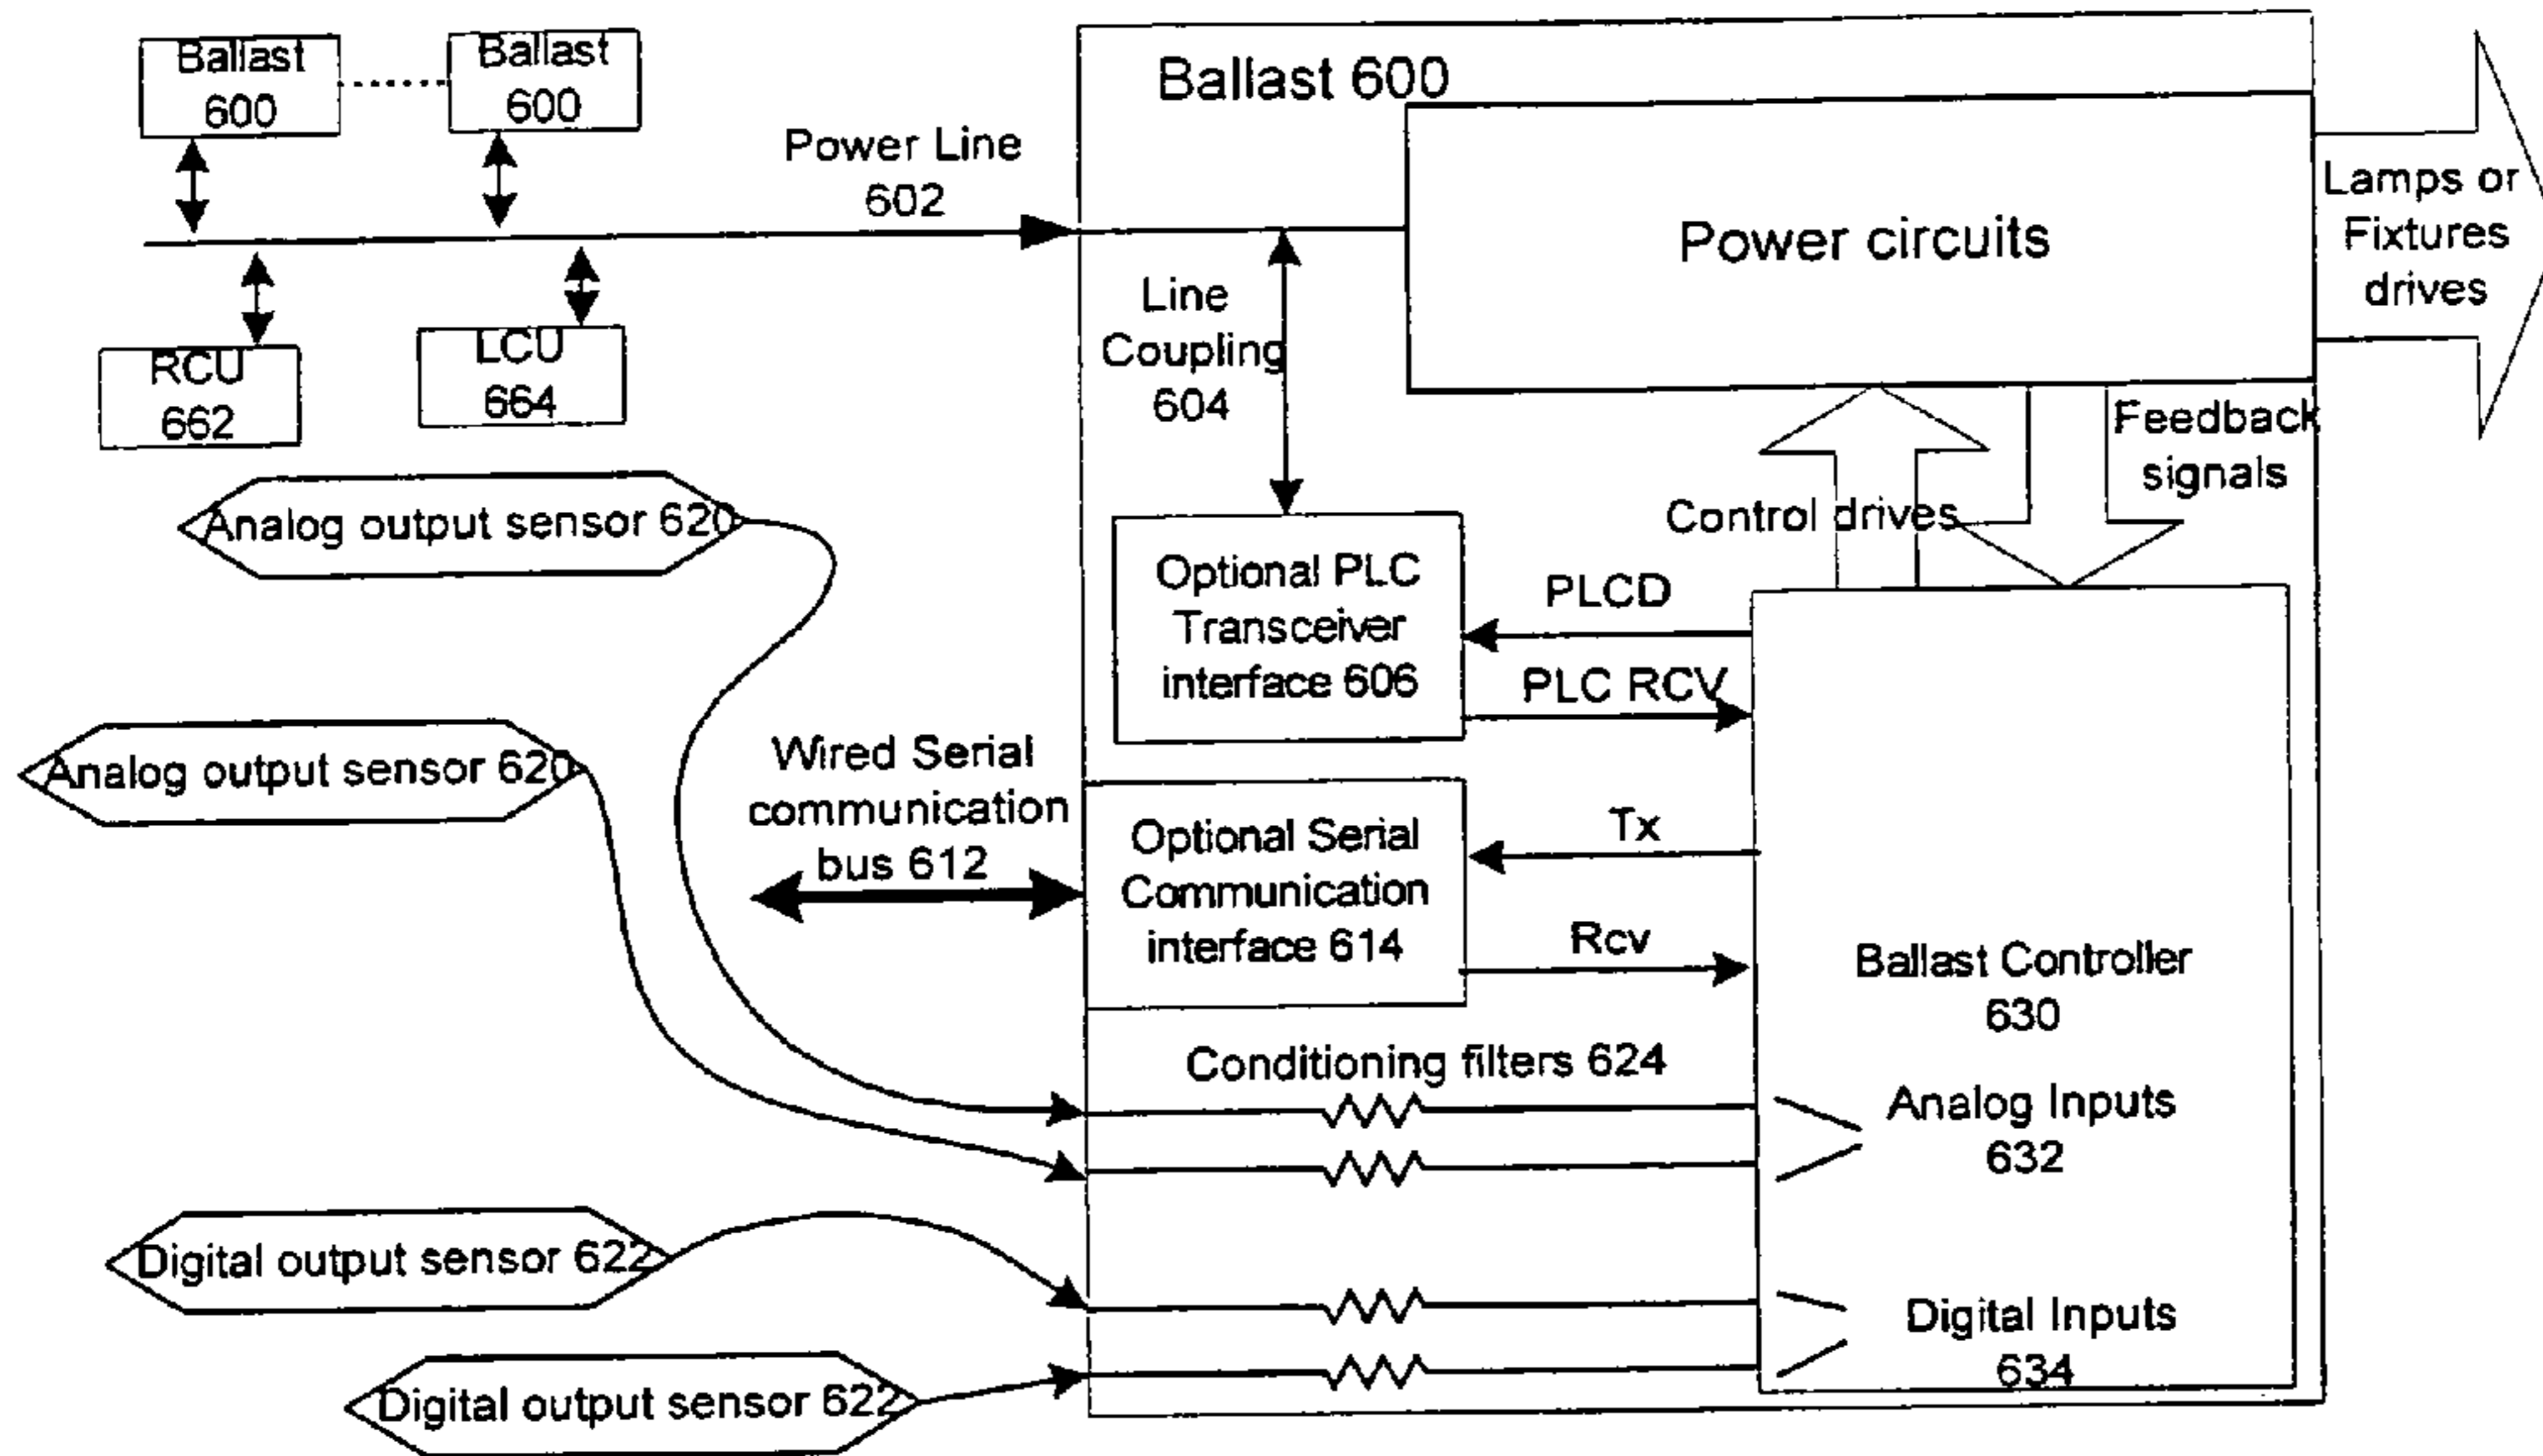 Ballast
600
Ballast
600
Power Line
602
RCU
662
LCU
664
Ballast 600
Power circuits
Lamps or
Fixtures
drives
Line
Coupling
604
Feedback
signals
Control drives
Analog output sensor 620
Optional PLC
Transceiver
interface 606
PLCD
PLC RCV
Analog output sensor 620
Wired Serial
communication
bus 612
Optional Serial
Communication
interface 614
Tx
Rcv
Ballast Controller
630
Conditioning filters 624
Analog Inputs
632
Digital output sensor 622
Digital Inputs
634
Digital output sensor 622